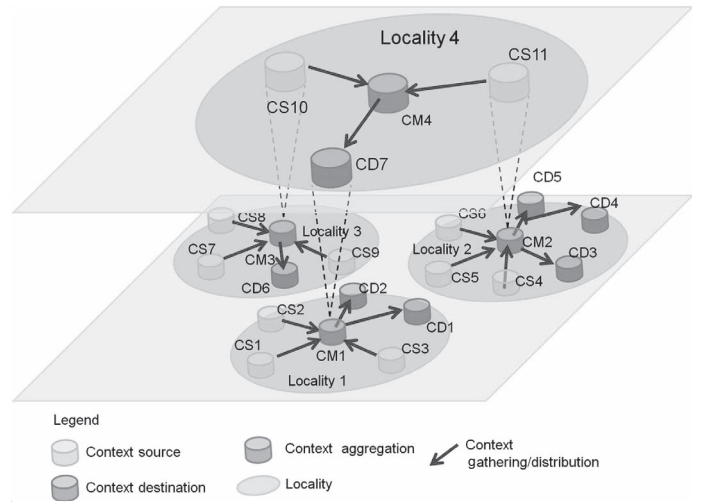 Locality 4
CS10
CS11
CM4
CD7
CD5
CD4
CS8
CS6
Locality 3
CS7
CM3
CS9
Locality 2
CM2
CD3
CD6
CS5
CS4
CD2
CS2
CD1
CS1
CM1
CS3
Locality 1
Legend
Context source
Context aggregation
Context
gathering/distribution
Context destination
Locality